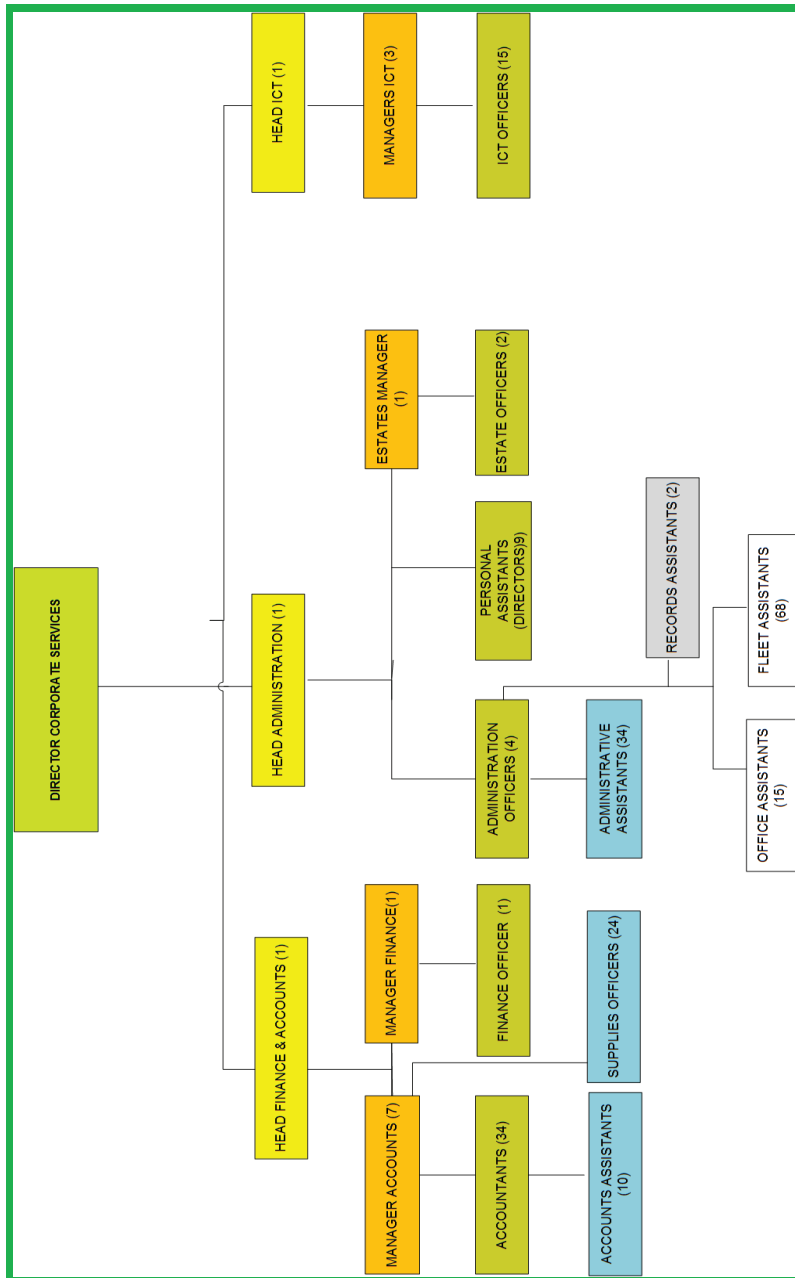 DIRECTOR CORPORATE SERVICES
HEAD FINANCE & ACCOUNTS (1)
HEAD ADMINISTRATION (1)
HEAD ICT (1)
MANAGER ACCOUNTS (7)
MANAGER FINANCE(1)
ESTATES MANAGER
(1)
MANAGERS ICT (3)
ACCOUNTANTS (34)
FINANCE OFFICER (1)
ADMINISTRATION
OFFICERS (4)
PERSONAL
ASSISTANTS
(DIRECTORS)9)
ESTATE OFFICERS (2)
ICT OFFICERS (15)
ACCOUNTS ASSISTANTS
(10)
SUPPLIES OFFICERS (24)
ADMINISTRATIVE
ASSISTANTS (34)
RECORDS ASSISTANTS (2)
OFFICE ASSISTANTS
(15)
FLEET ASSISTANTS
(68)